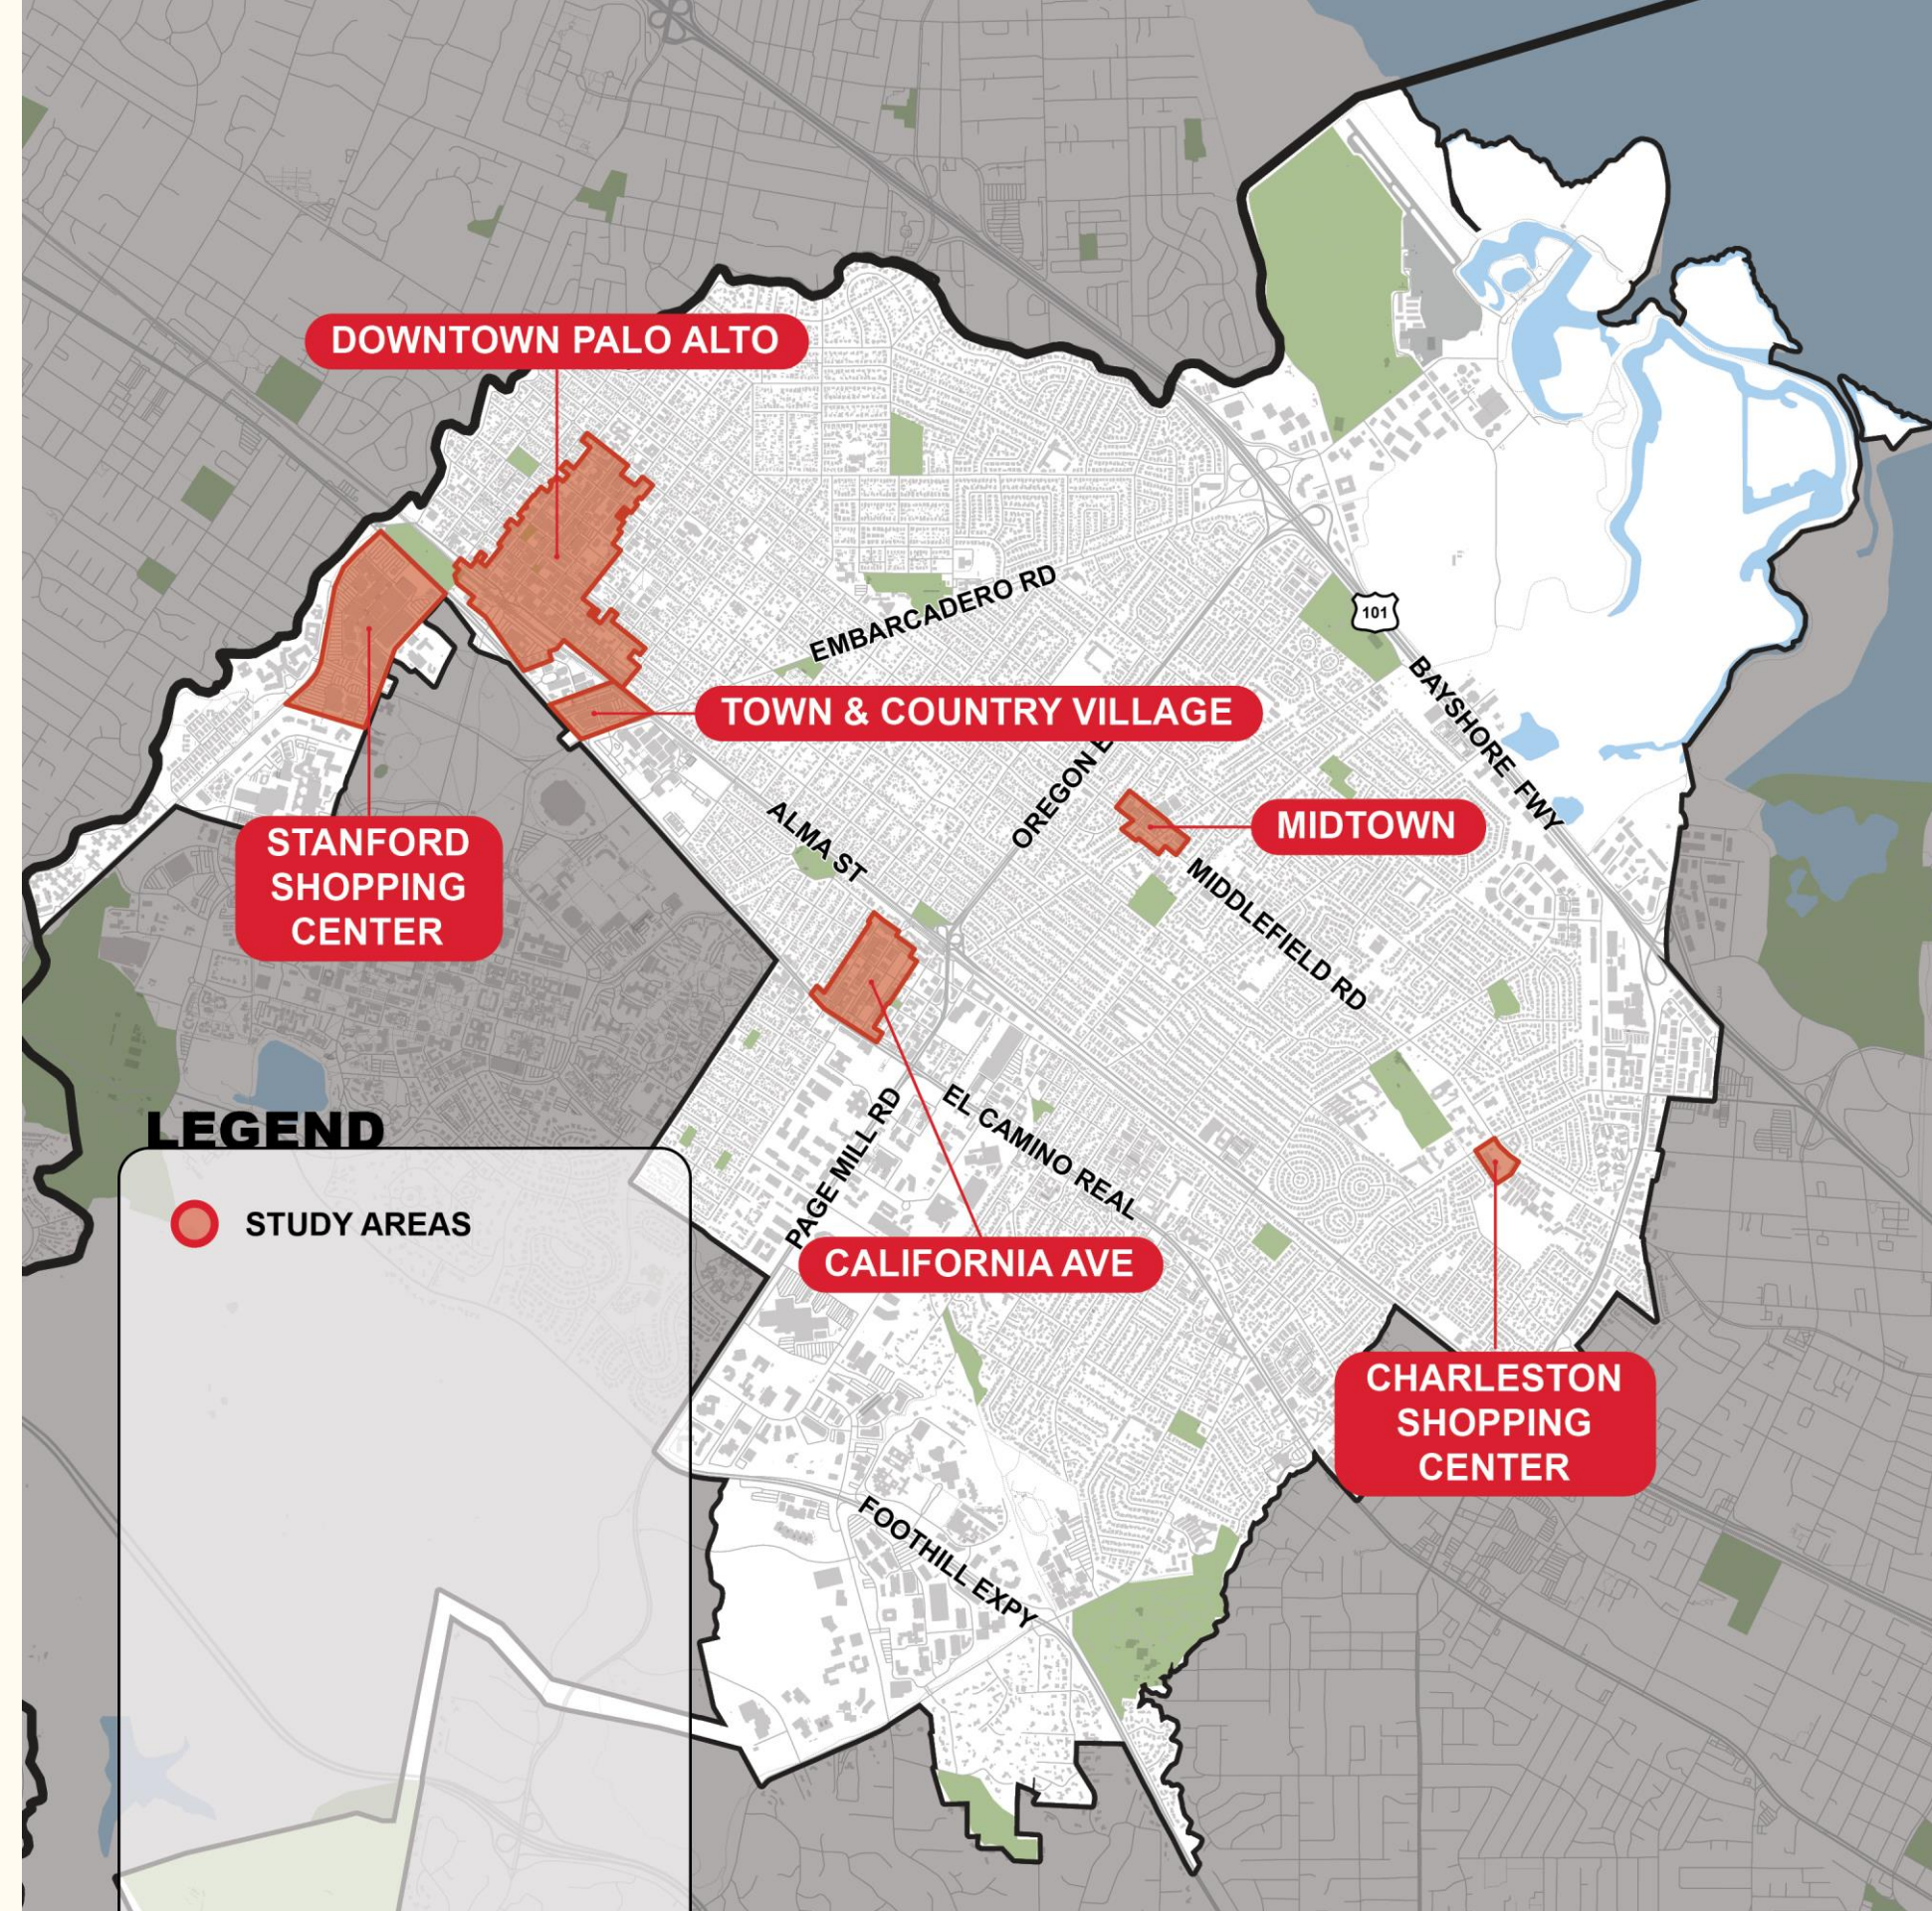 DOWNTOWN PALO ALTO
EMBARCADERO RD
101
BAYSHORE FWY
TOWN & COUNTRY VILLAGE
OREGON E
ALMA ST
MIDTOWN
STANFORD
SHOPPING
CENTER
MIDDLEFIELD RD
LEGEND
STUDY AREAS
PAGE MILL RD
EL CAMINO REAL
CALIFORNIA AVE
CHARLESTON
SHOPPING
CENTER
FOOTHILL EXPY